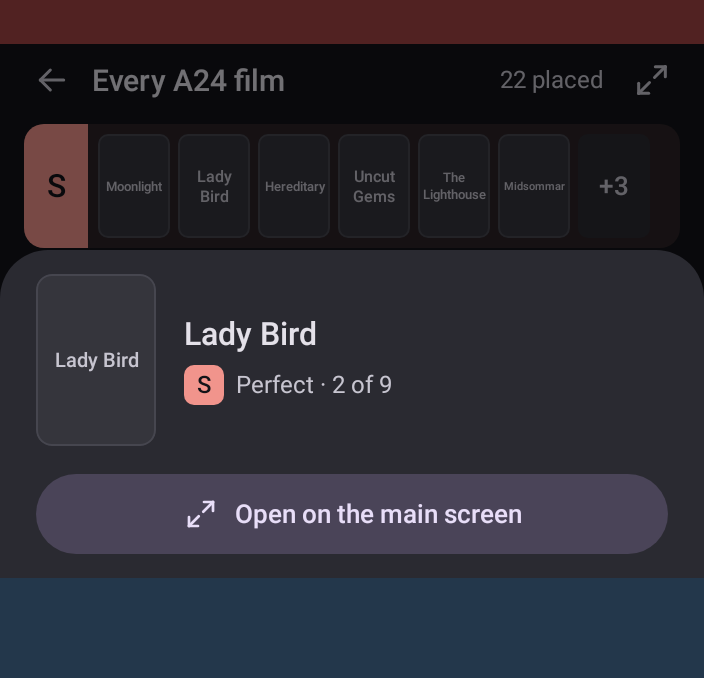 Every A24 film
22 placed
S
Moonlight
Lady
Bird
Hereditary
Uncut
Gems
The
Lighthouse
Midsommar
+3
Lady Bird
Lady Bird
S
Perfect · 2 of 9
Open on the main screen